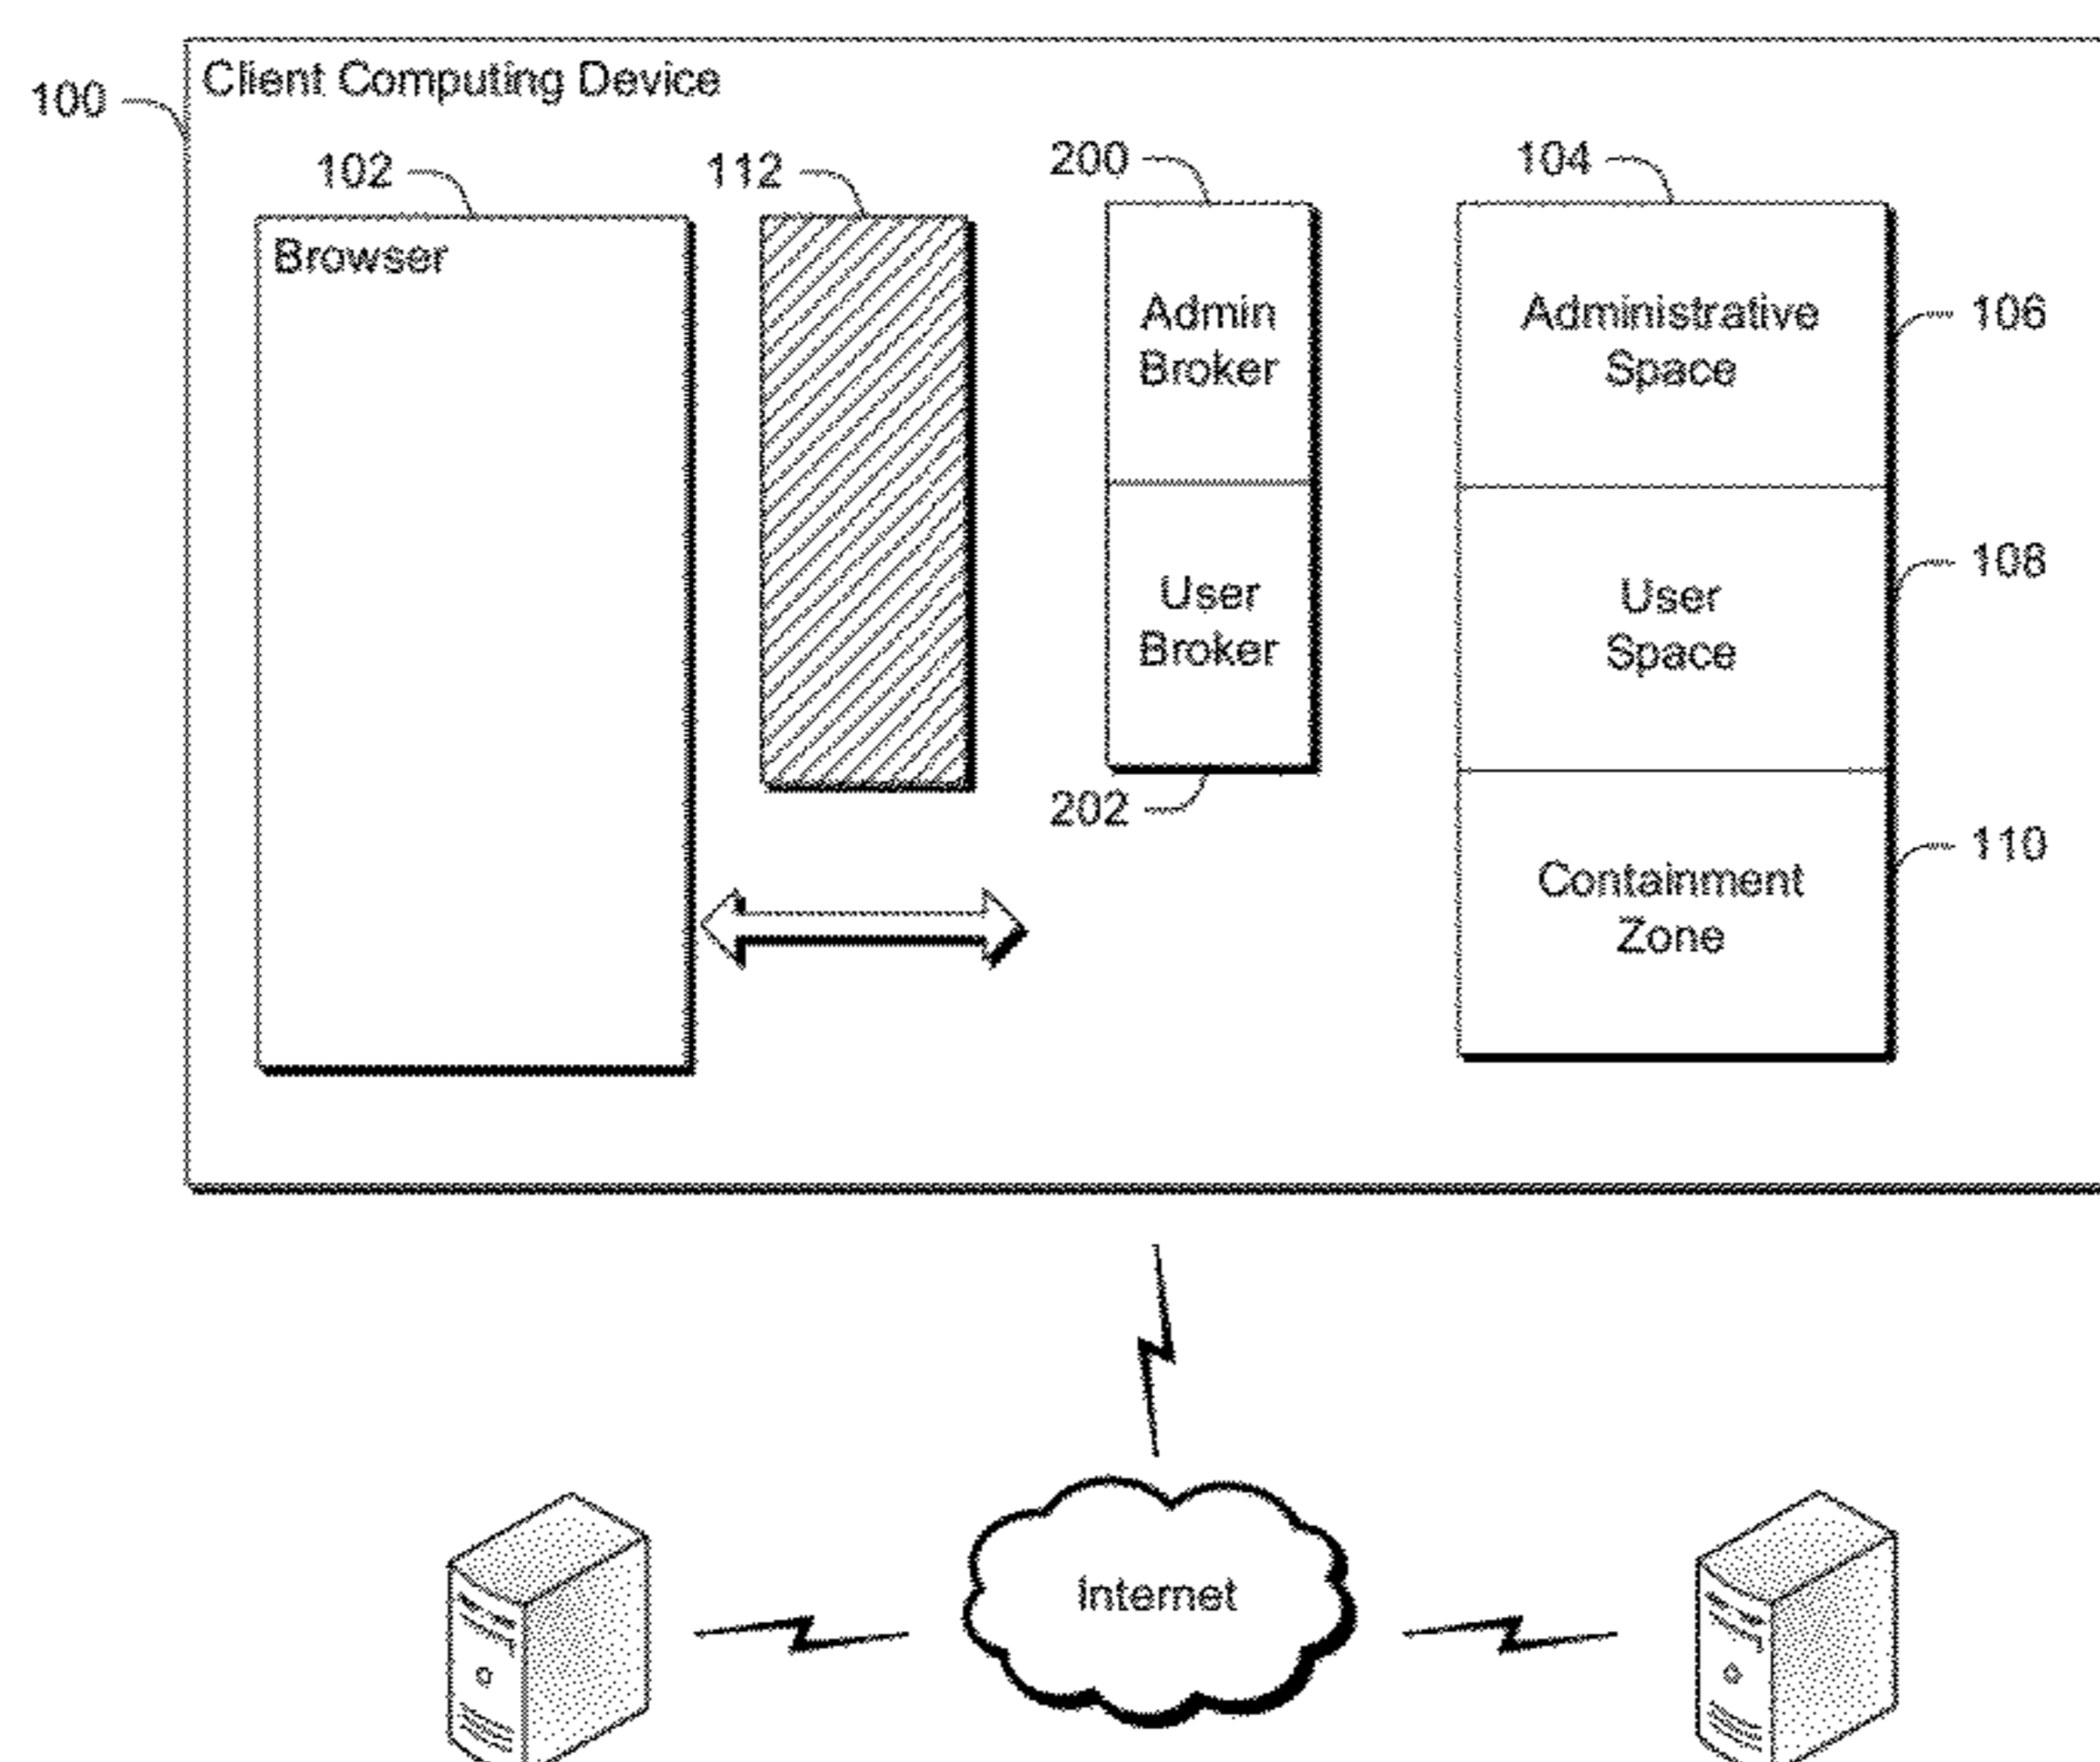 Client Computing Device
100
102
112
200
104
Browser
Admin
Broker
Administrative
Space
106
User
Broker
User
Space
108
202
Containment
Zone
110
Internet